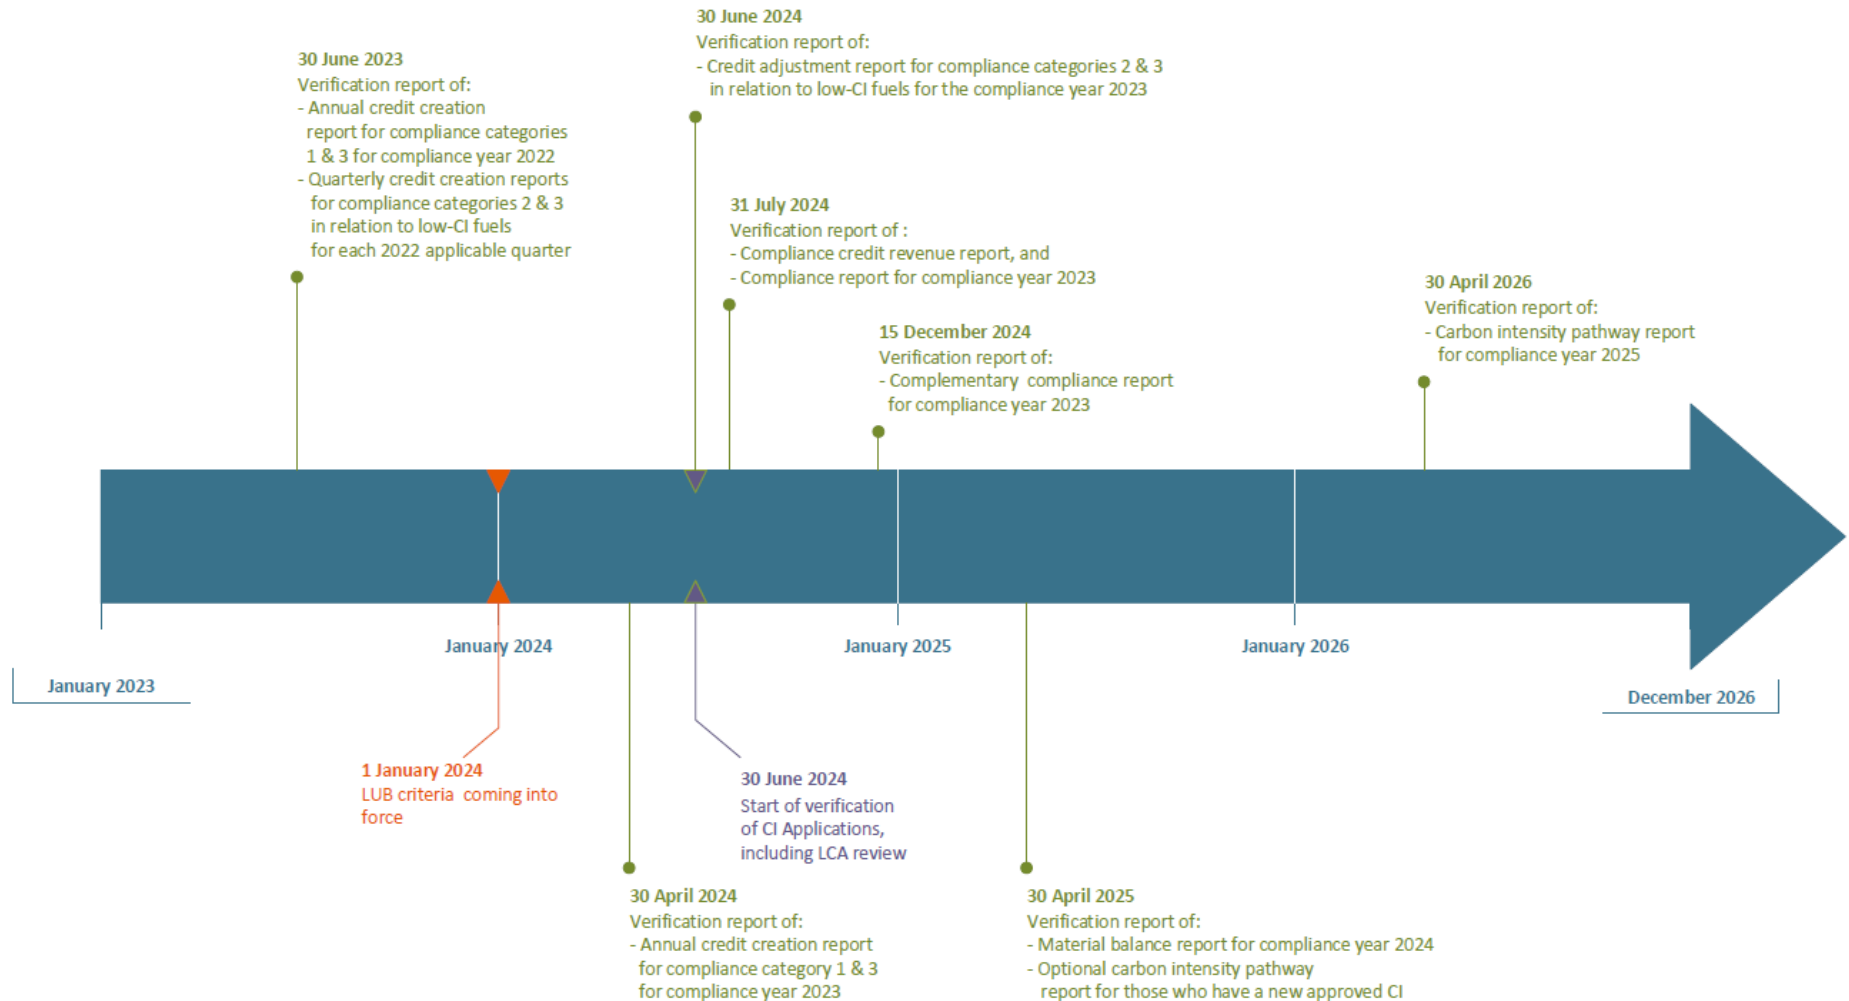 30 June 2024
Verification report of:
- Credit adjustment report for compliance categories 2 & 3
in relation to low-CI fuels for the compliance year 2023
30 June 2023
Verification report of:
- Annual credit creation
report for compliance categories
1 & 3 for compliance year 2022
- Quarterly credit creation reports
for compliance categories 2 & 3
in relation to low-CI fuels
for each 2022 applicable quarter
31 July 2024
Verification report of :
- Compliance credit revenue report, and
- Compliance report for compliance year 2023
15 December 2024
Verification report of:
- Complementary compliance report
for compliance year 2023
30 April 2026
Verification report of:
- Carbon intensity pathway report
for compliance year 2025
January 2023
January 2024
January 2025
January 2026
December 2026
1 January 2024
LUB criteria coming into
force
30 June 2024
Start of verification
of CI Applications,
including LCA review
30 April 2024
Verification report of:
- Annual credit creation report
for compliance category 1 & 3
for compliance year 2023
30 April 2025
Verification report of:
- Material balance report for compliance year 2024
- Optional carbon intensity pathway
report for those who have a new approved CI